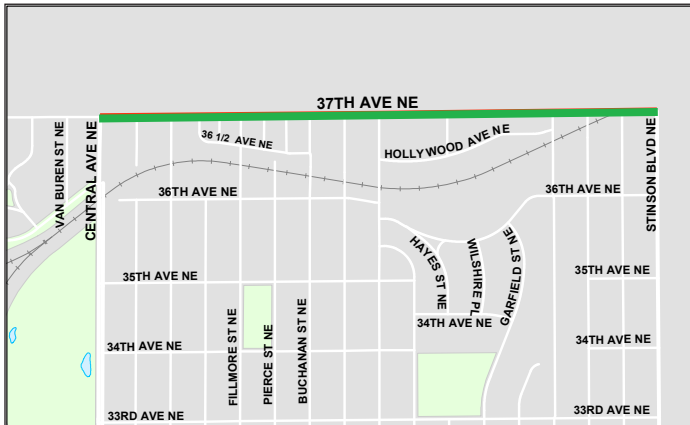 37TH AVE NE
36 1/2 AVE NE
HOLLYWOOD AVE NE
VAN BUREN ST NE
CENTRAL AVE NE
STINSON BLVD NE
36TH AVE NE
36TH AVE NE
HAYES ST NE
WILSHIRE PL
GARFIELD ST NE
35TH AVE NE
35TH AVE NE
FILLMORE ST NE
PIERCE ST NE
BUCHANAN ST NE
34TH AVE NE
34TH AVE NE
34TH AVE NE
33RD AVE NE
33RD AVE NE